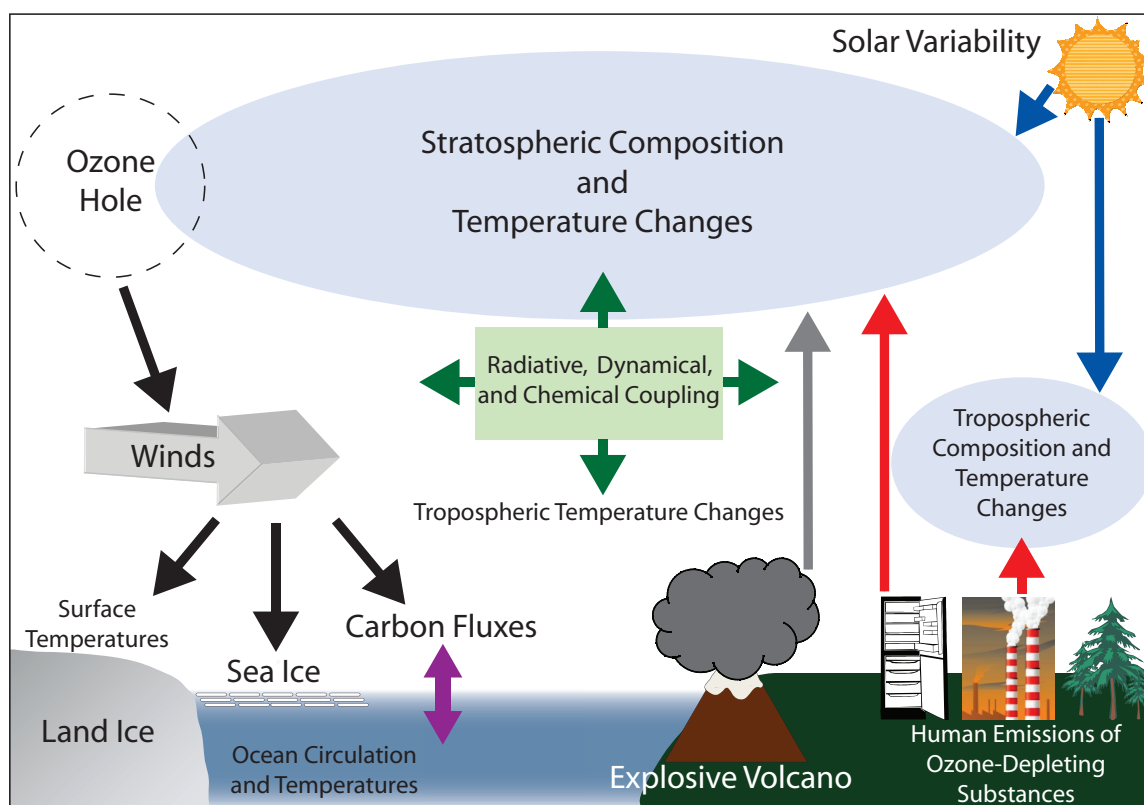 Solar Variability
Ozone
Hole
Stratospheric Composition
and
Temperature Changes
Radiative, Dynamical,
and Chemical Coupling
Winds
Tropospheric
Composition and
Temperature
Changes
Tropospheric Temperature Changes
Surface
Temperatures
Carbon Fluxes
Sea Ice
Land Ice
Ocean Circulation
and Temperatures
Explosive Volcano
Human Emissions of
Ozone-Depleting
Substances